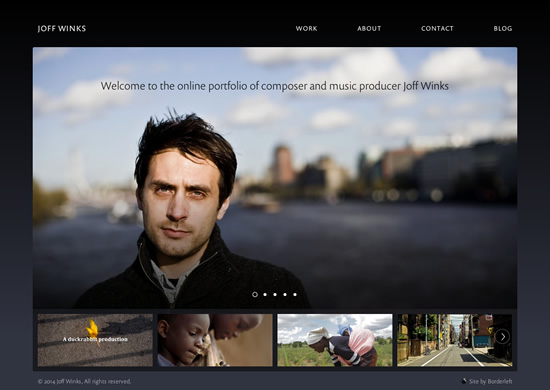 JOFF WINKS
WORK ABOUT CONTACT BLOG
Welcome to the online portfolio of composer and music producer Joff Winks
A duckrabbit production
© 2014 Joff Winks, All rights reserved.
Site by Borderleft